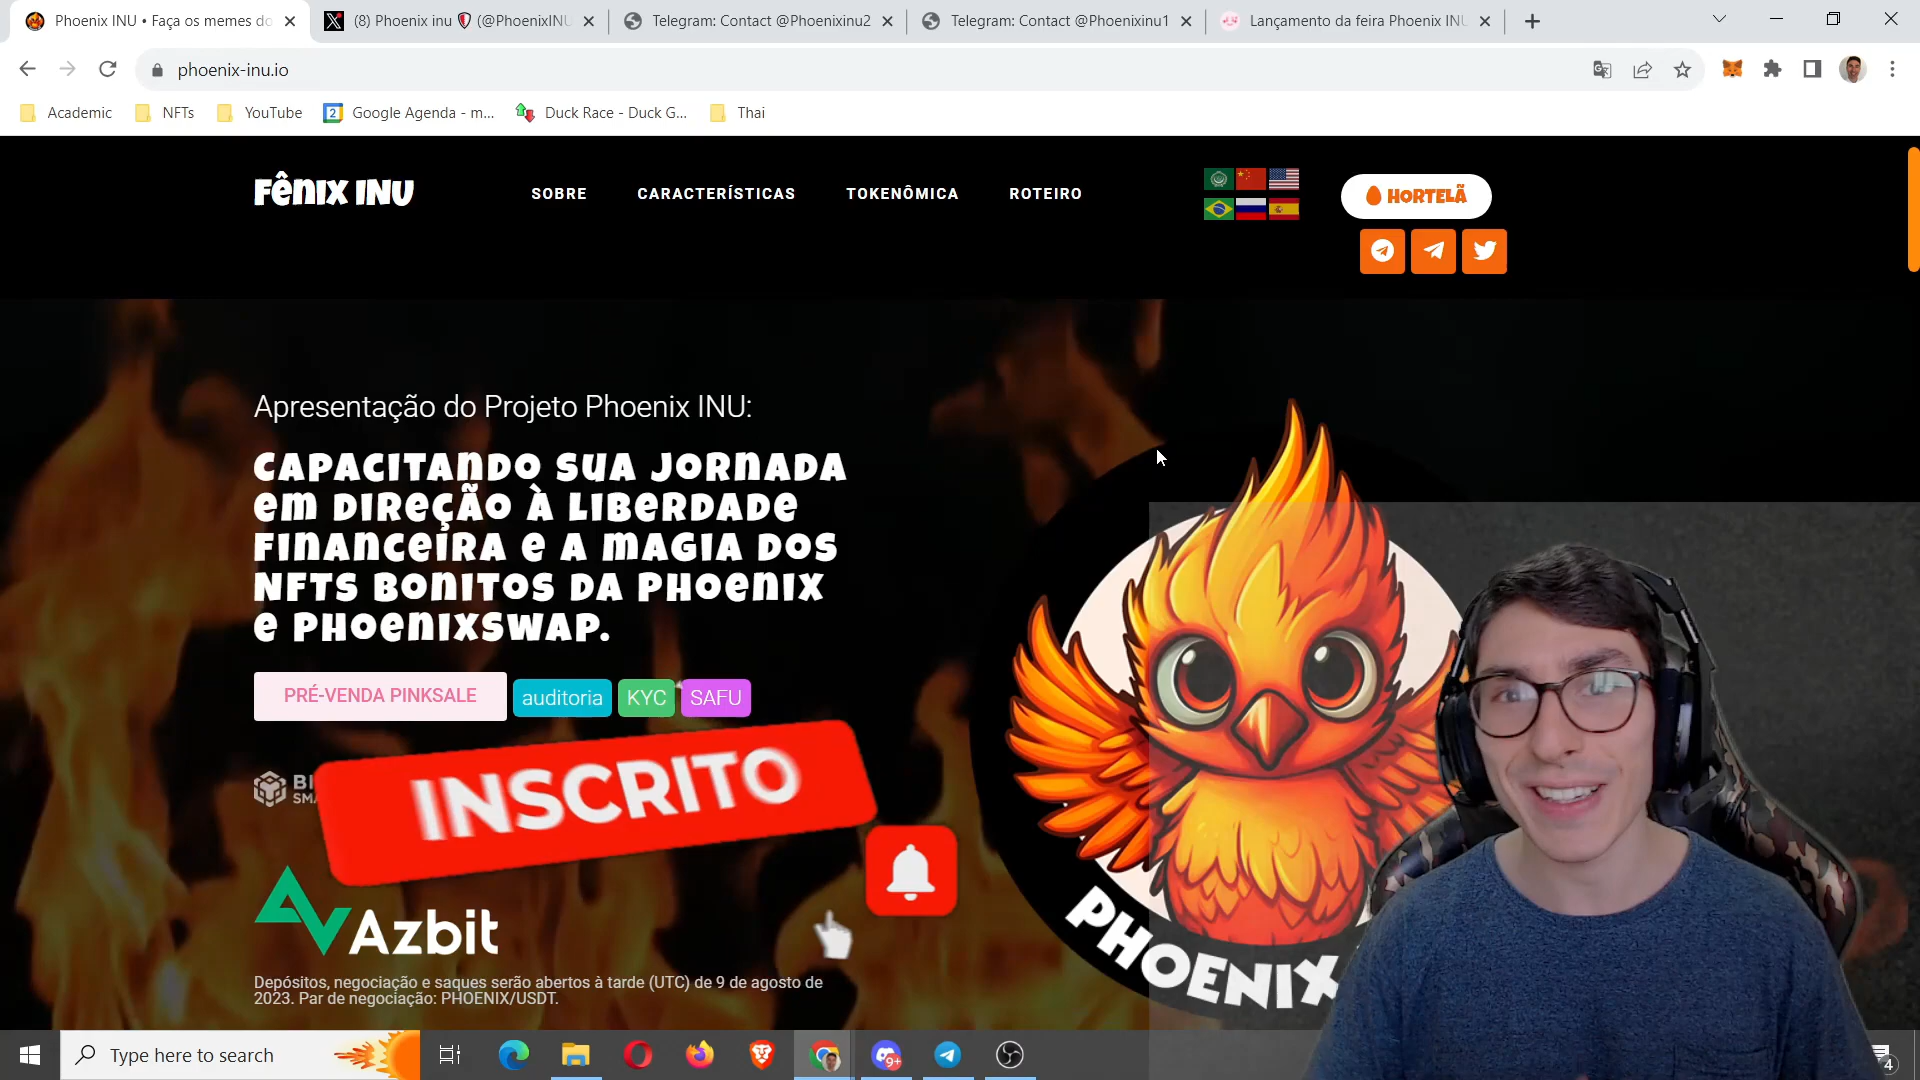 Phoenix INU • Faça os memes do
(8) Phoenix inu (@PhoenixINU
Telegram: Contact @Phoenixinu2
Telegram: Contact @Phoenixinu1
Lançamento da feira Phoenix INU
phoenix-inu.io
Academic
NFTs
YouTube
2
Google Agenda - m...
Duck Race - Duck G...
Thai
Fênix INU
SOBRE
CARACTERÍSTICAS
TOKENÔMICA
ROTEIRO
HORTELÃ
Apresentação do Projeto Phoenix INU:
CAPACITANDO SUA JORNADA
EM DIREÇÃO À LIBERDADE
FINANCEIRA E A MAGIA DOS
NFTS BONITOS DA PHOENIX
E PHOENIXSWAP.
PRÉ-VENDA PINKSALE
auditoria
KYC
SAFU
INSCRITO
Azbit
Depósitos, negociação e saques serão abertos à tarde (UTC) de 9 de agosto de
2023. Par de negociação: PHOENIX/USDT.
PHOENIX
Type here to search
9+
4